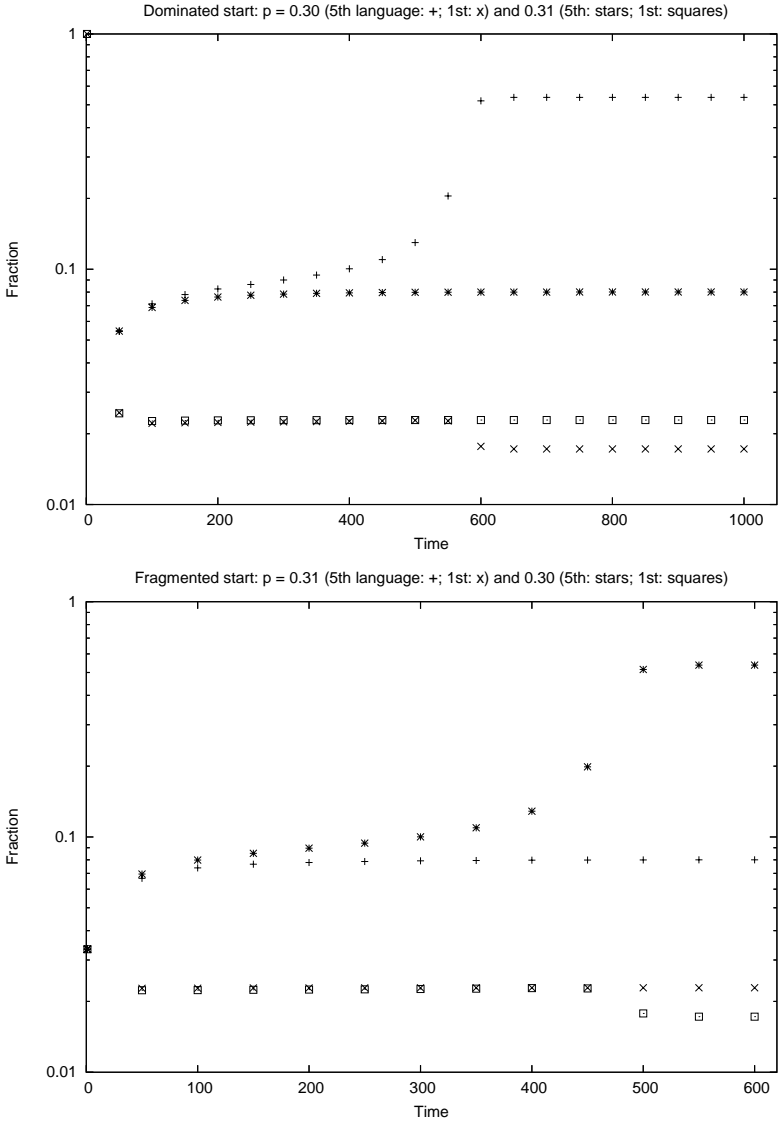 Dominated start: p = 0.30 (5th language: +; 1st: x) and 0.31 (5th: stars; 1st: squares)
1
0.1
0.01
Fraction
0 200 400 600 800 1000
Time
Fragmented start: p = 0.31 (5th language: +; 1st: x) and 0.30 (5th: stars; 1st: squares)
1
0.1
0.01
Fraction
0 100 200 300 400 500 600
Time